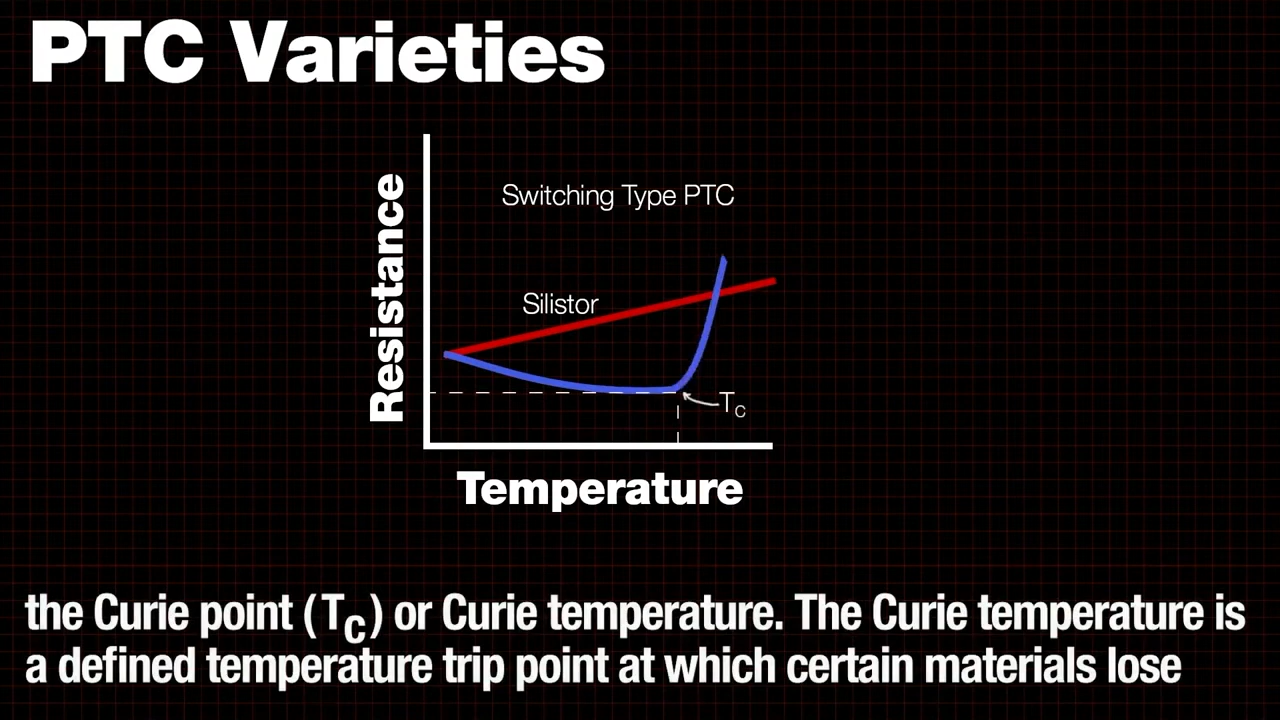 PTC Varieties
Switching Type PTC
Resistance
Silistor
TC
Temperature
the Curie point (TC) or Curie temperature. The Curie temperature is
a defined temperature trip point at which certain materials lose